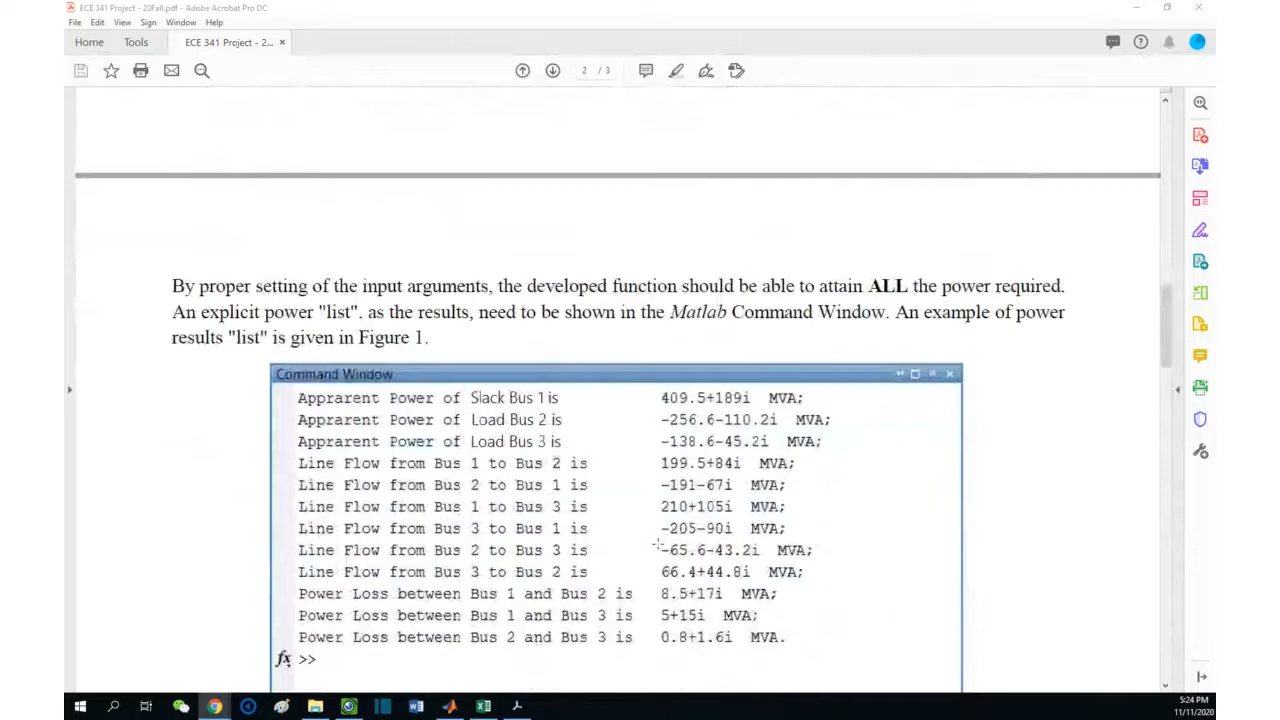 ECE 341 Project - 20Fall.pdf - Adobe Acrobat Pro DC
File Edit View Sign Window Help
Home Tools ECE 341 Project - 2... ×
2 / 3
By proper setting of the input arguments, the developed function should be able to attain ALL the power required.
An explicit power "list", as the results, need to be shown in the Matlab Command Window. An example of power
results "list" is given in Figure 1.
Command Window
Apprarent Power of Slack Bus 1 is 409.5+189i MVA;
Apprarent Power of Load Bus 2 is -256.6-110.2i MVA;
Apprarent Power of Load Bus 3 is -138.6-45.2i MVA;
Line Flow from Bus 1 to Bus 2 is 199.5+84i MVA;
Line Flow from Bus 2 to Bus 1 is -191-67i MVA;
Line Flow from Bus 1 to Bus 3 is 210+105i MVA;
Line Flow from Bus 3 to Bus 1 is -205-90i MVA;
Line Flow from Bus 2 to Bus 3 is -65.6-43.2i MVA;
Line Flow from Bus 3 to Bus 2 is 66.4+44.8i MVA;
Power Loss between Bus 1 and Bus 2 is 8.5+17i MVA;
Power Loss between Bus 1 and Bus 3 is 5+15i MVA;
Power Loss between Bus 2 and Bus 3 is 0.8+1.6i MVA.
fx >>
5:24 PM
11/11/2020